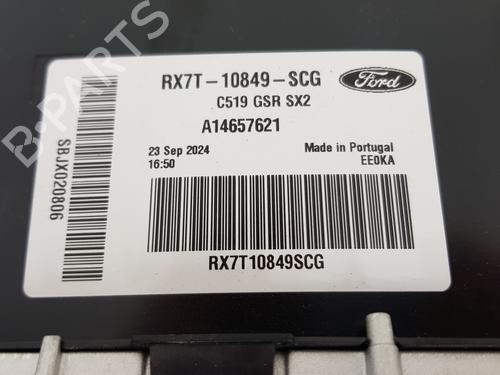 RX7T-10849-SCG
Ford
C519 GSR SX2
A14657621
23 Sep 2024
16:50
Made in Portugal
EE0KA
SBJX020806
RX7T10849SCG
B-PARTS